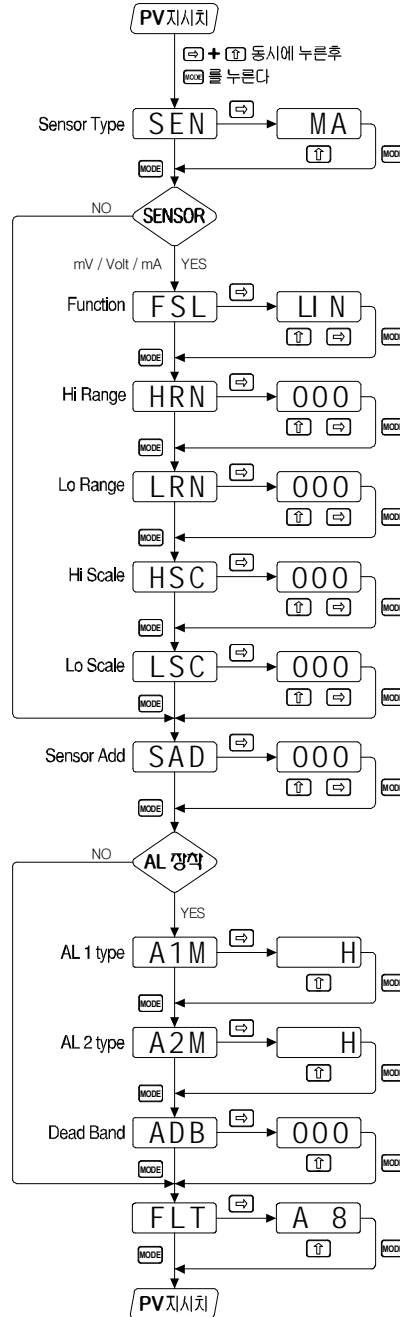 PV지시치
⇨ + ⇧ 동시에 누른후
MODE 를 누른다
Sensor Type SEN ⇨ MA
⇧ MODE
MODE
NO SENSOR
mV / Volt / mA YES
Function FSL ⇨ LIN
⇧ ⇨ MODE
MODE
Hi Range HRN ⇨ 000
⇧ ⇨ MODE
MODE
Lo Range LRN ⇨ 000
⇧ ⇨ MODE
MODE
Hi Scale HSC ⇨ 000
⇧ ⇨ MODE
MODE
Lo Scale LSC ⇨ 000
⇧ ⇨ MODE
MODE
Sensor Add SAD ⇨ 000
⇧ ⇨ MODE
MODE
NO AL 장착
YES
AL 1 type A1M ⇨ H
⇧ MODE
MODE
AL 2 type A2M ⇨ H
⇧ MODE
MODE
Dead Band ADB ⇨ 000
⇧ MODE
MODE
FLT ⇨ A 8
⇧ MODE
MODE
PV지시치